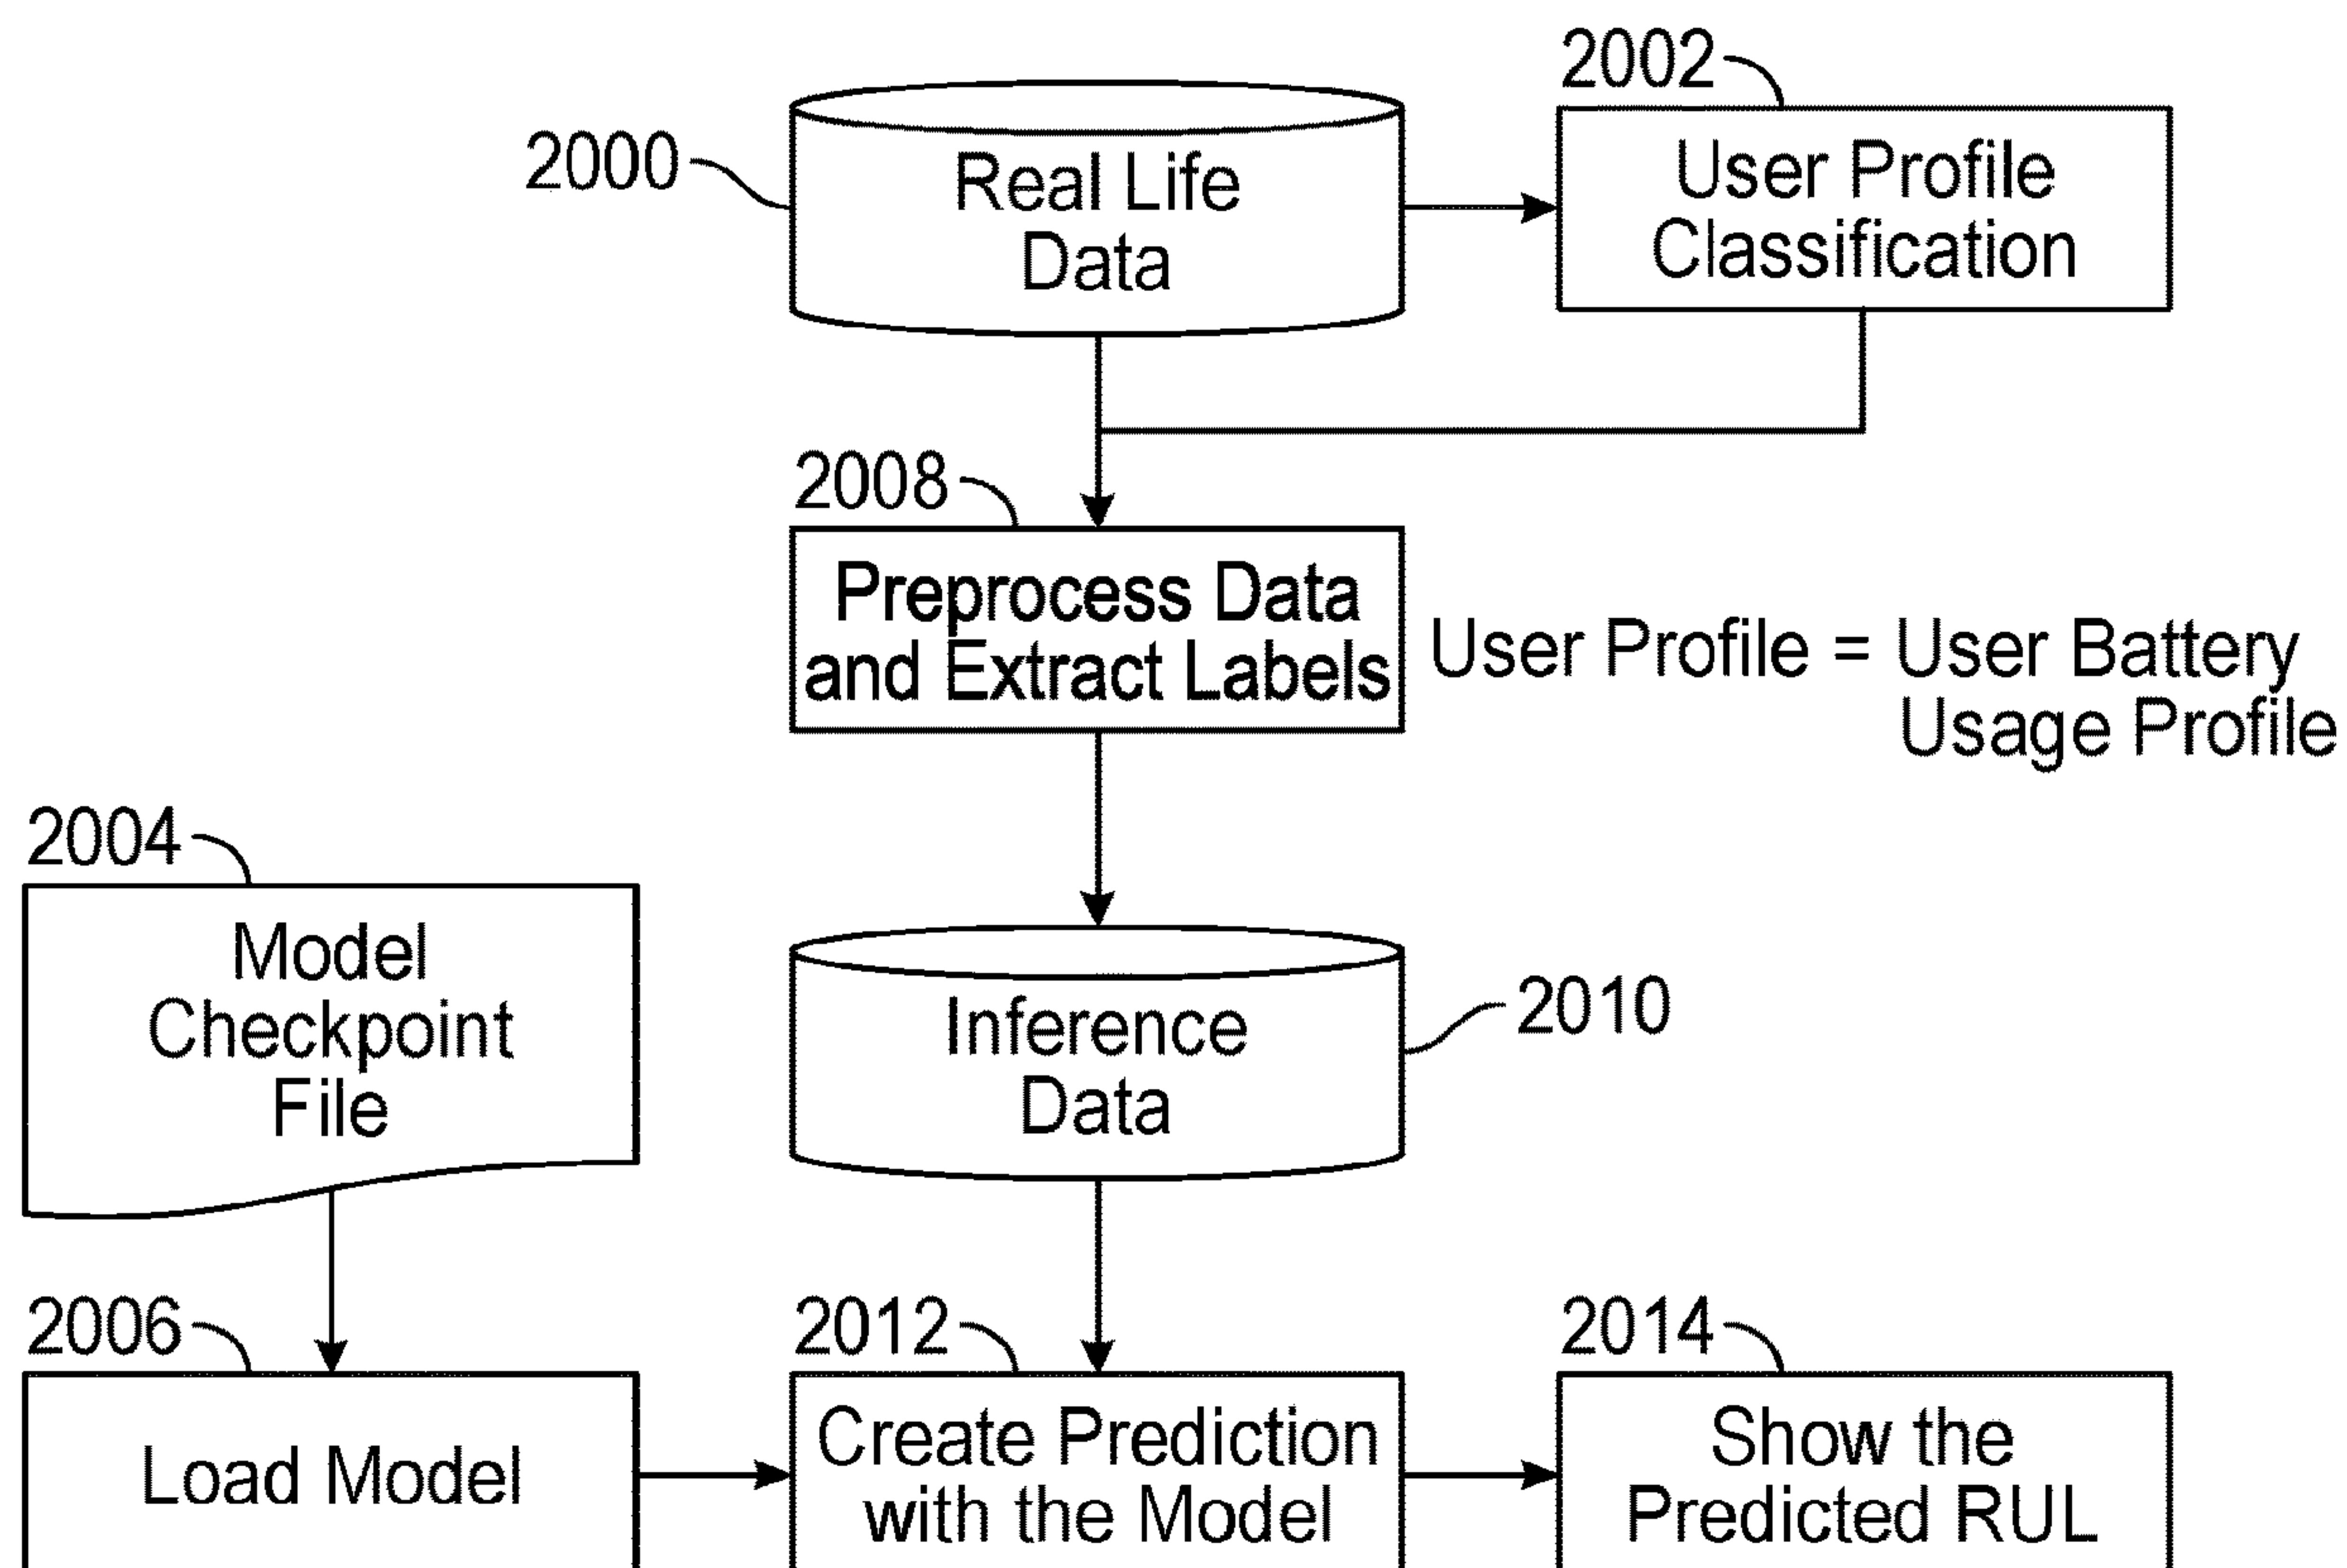 2002
2000
Real Life
Data
User Profile
Classification
2008
Preprocess Data
and Extract Labels
User Profile = User Battery
Usage Profile
2004
Model
Checkpoint
File
Inference
Data
2010
2006
Load Model
2012
Create Prediction
with the Model
2014
Show the
Predicted RUL